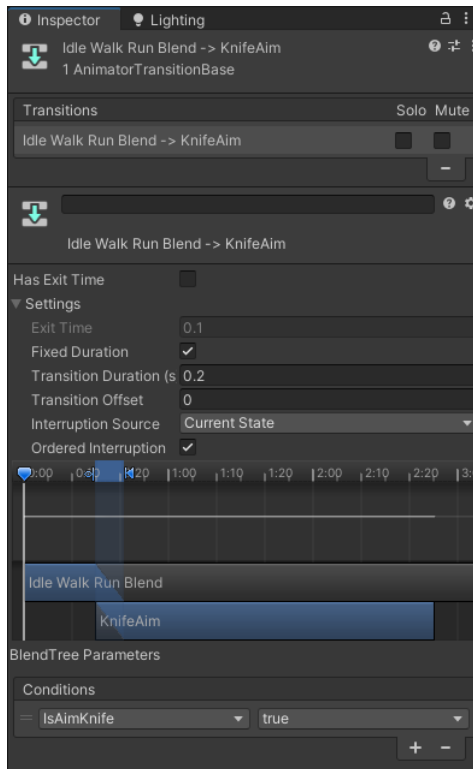 Inspector Lighting
Idle Walk Run Blend -> KnifeAim
1 AnimatorTransitionBase
Transitions Solo Mute
Idle Walk Run Blend -> KnifeAim
Idle Walk Run Blend -> KnifeAim
Has Exit Time
Settings
Exit Time 0.1
Fixed Duration
Transition Duration (s 0.2
Transition Offset 0
Interruption Source Current State
Ordered Interruption
1:00 1:10 1:20 2:00 2:10 2:20
Idle Walk Run Blend
KnifeAim
BlendTree Parameters
Conditions
= IsAimKnife true
+ -